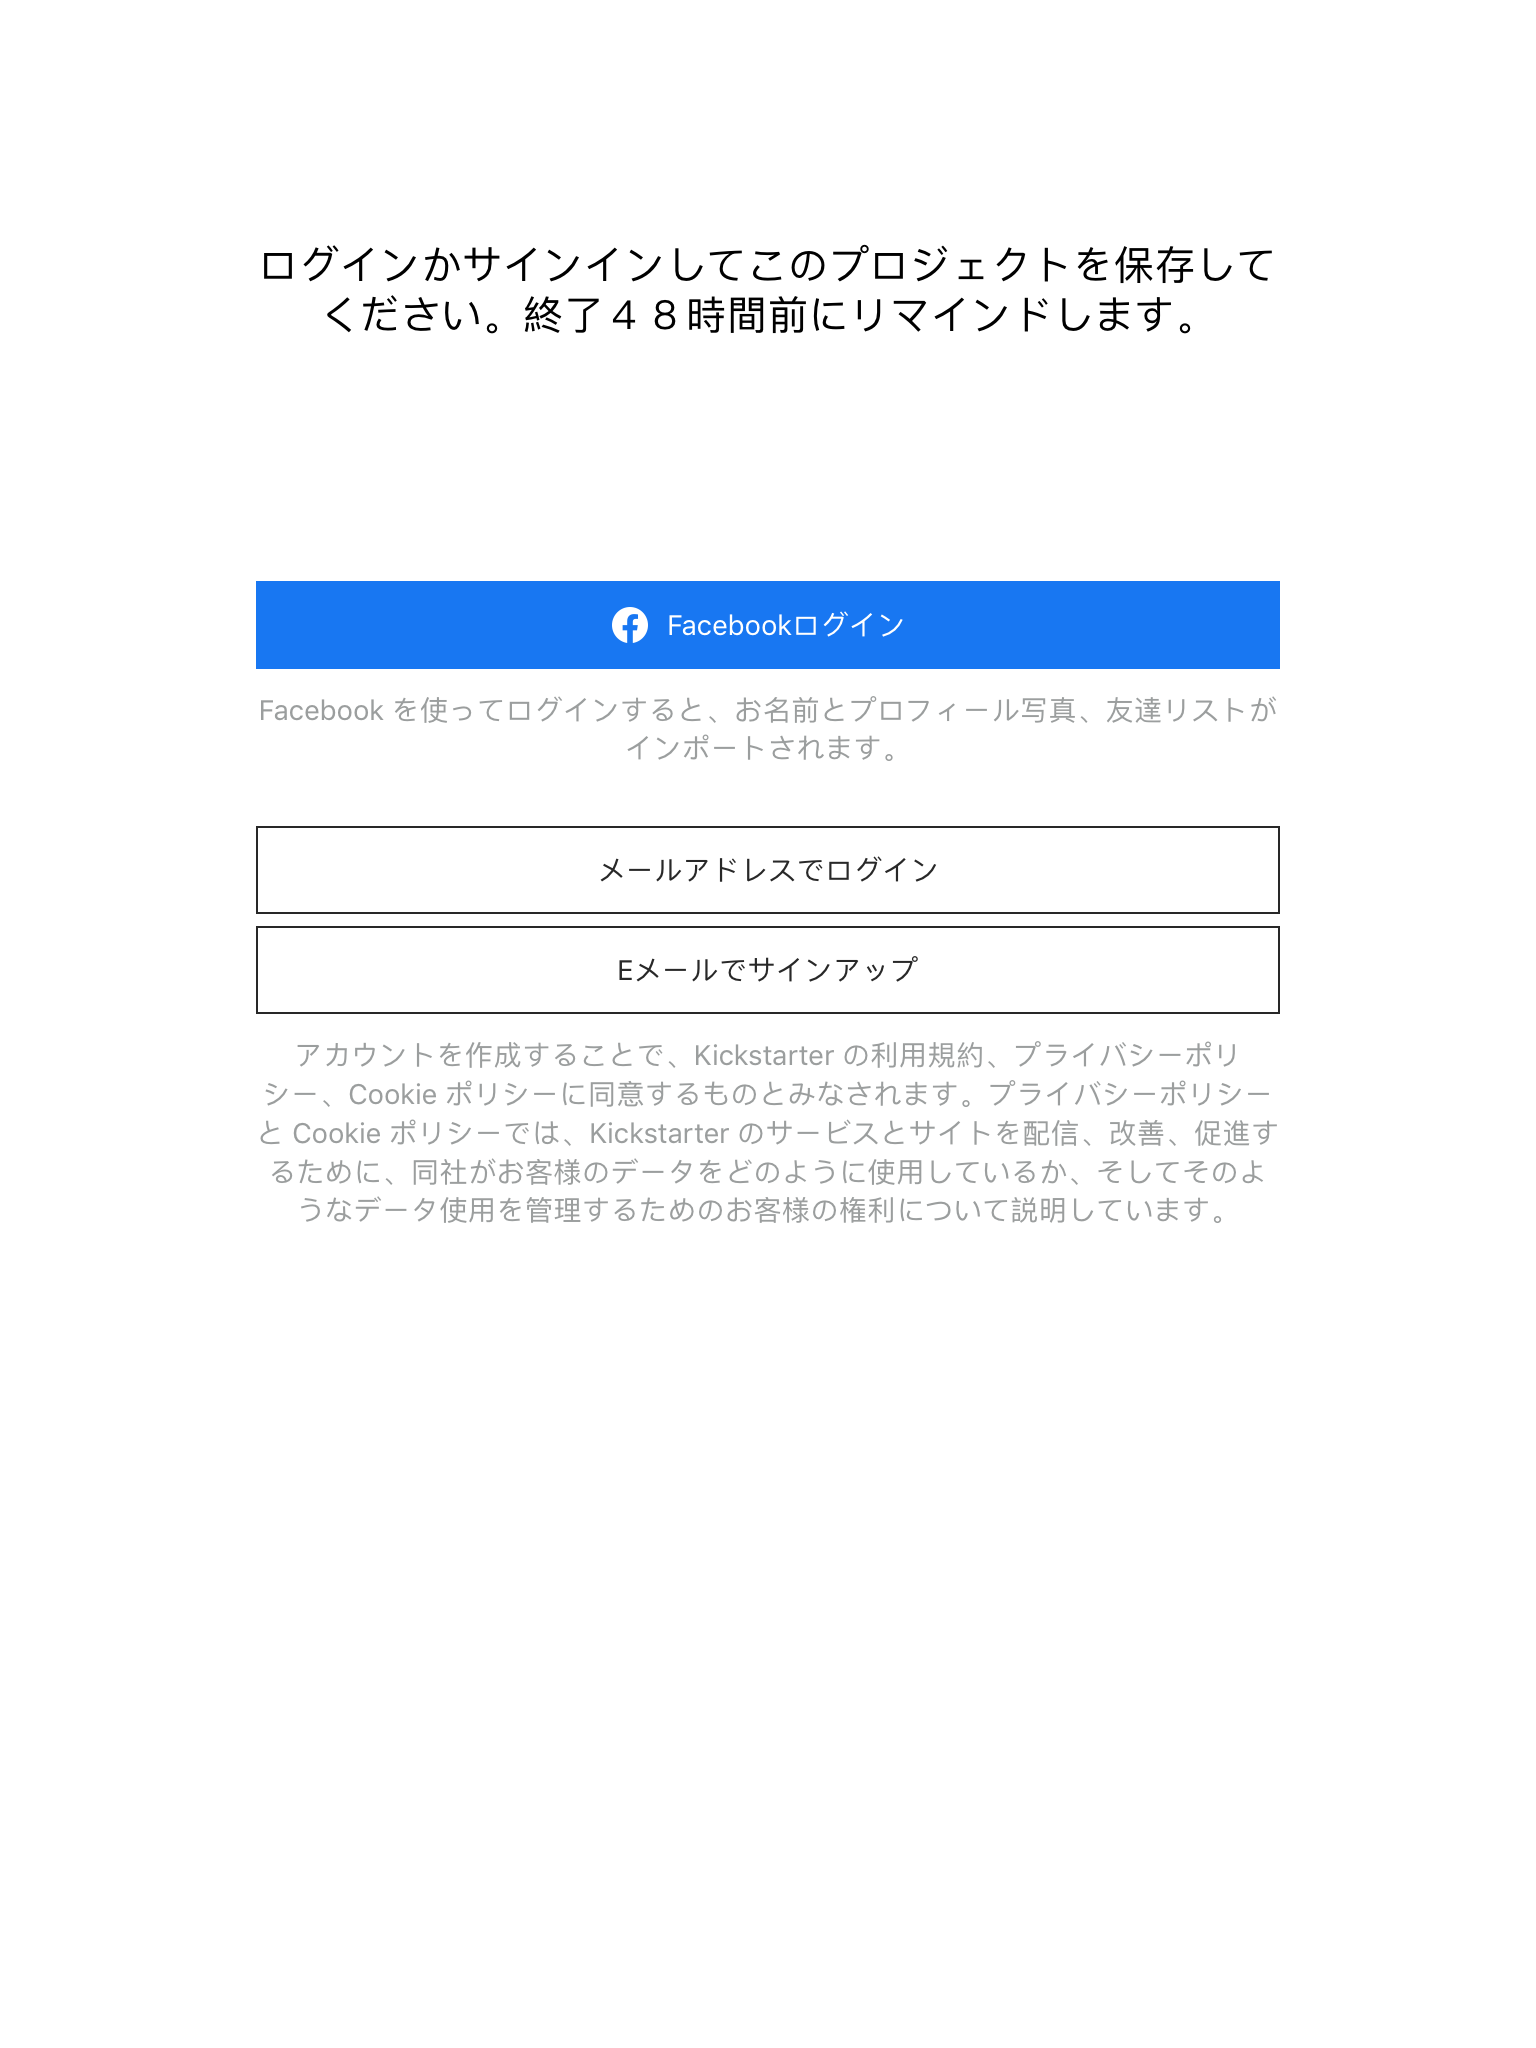 ログインかサインインしてこのプロジェクトを保存して
ください。終了４８時間前にリマインドします。
Facebookログイン
Facebook を使ってログインすると、お名前とプロフィール写真、友達リストが
インポートされます。
メールアドレスでログイン
Eメールでサインアップ
アカウントを作成することで、Kickstarter の利用規約、プライバシーポリ
シー、Cookie ポリシーに同意するものとみなされます。プライバシーポリシー
と Cookie ポリシーでは、Kickstarter のサービスとサイトを配信、改善、促進す
るために、同社がお客様のデータをどのように使用しているか、そしてそのよ
うなデータ使用を管理するためのお客様の権利について説明しています。